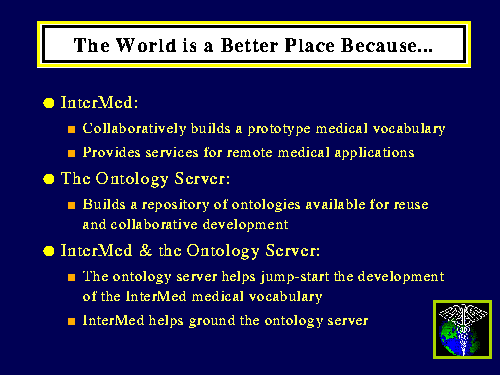 The World is a Better Place Because...
InterMed:
Collaboratively builds a prototype medical vocabulary
Provides services for remote medical applications
The Ontology Server:
Builds a repository of ontologies available for reuse
and collaborative development
InterMed & the Ontology Server:
The ontology server helps jump-start the development
of the InterMed medical vocabulary
InterMed helps ground the ontology server